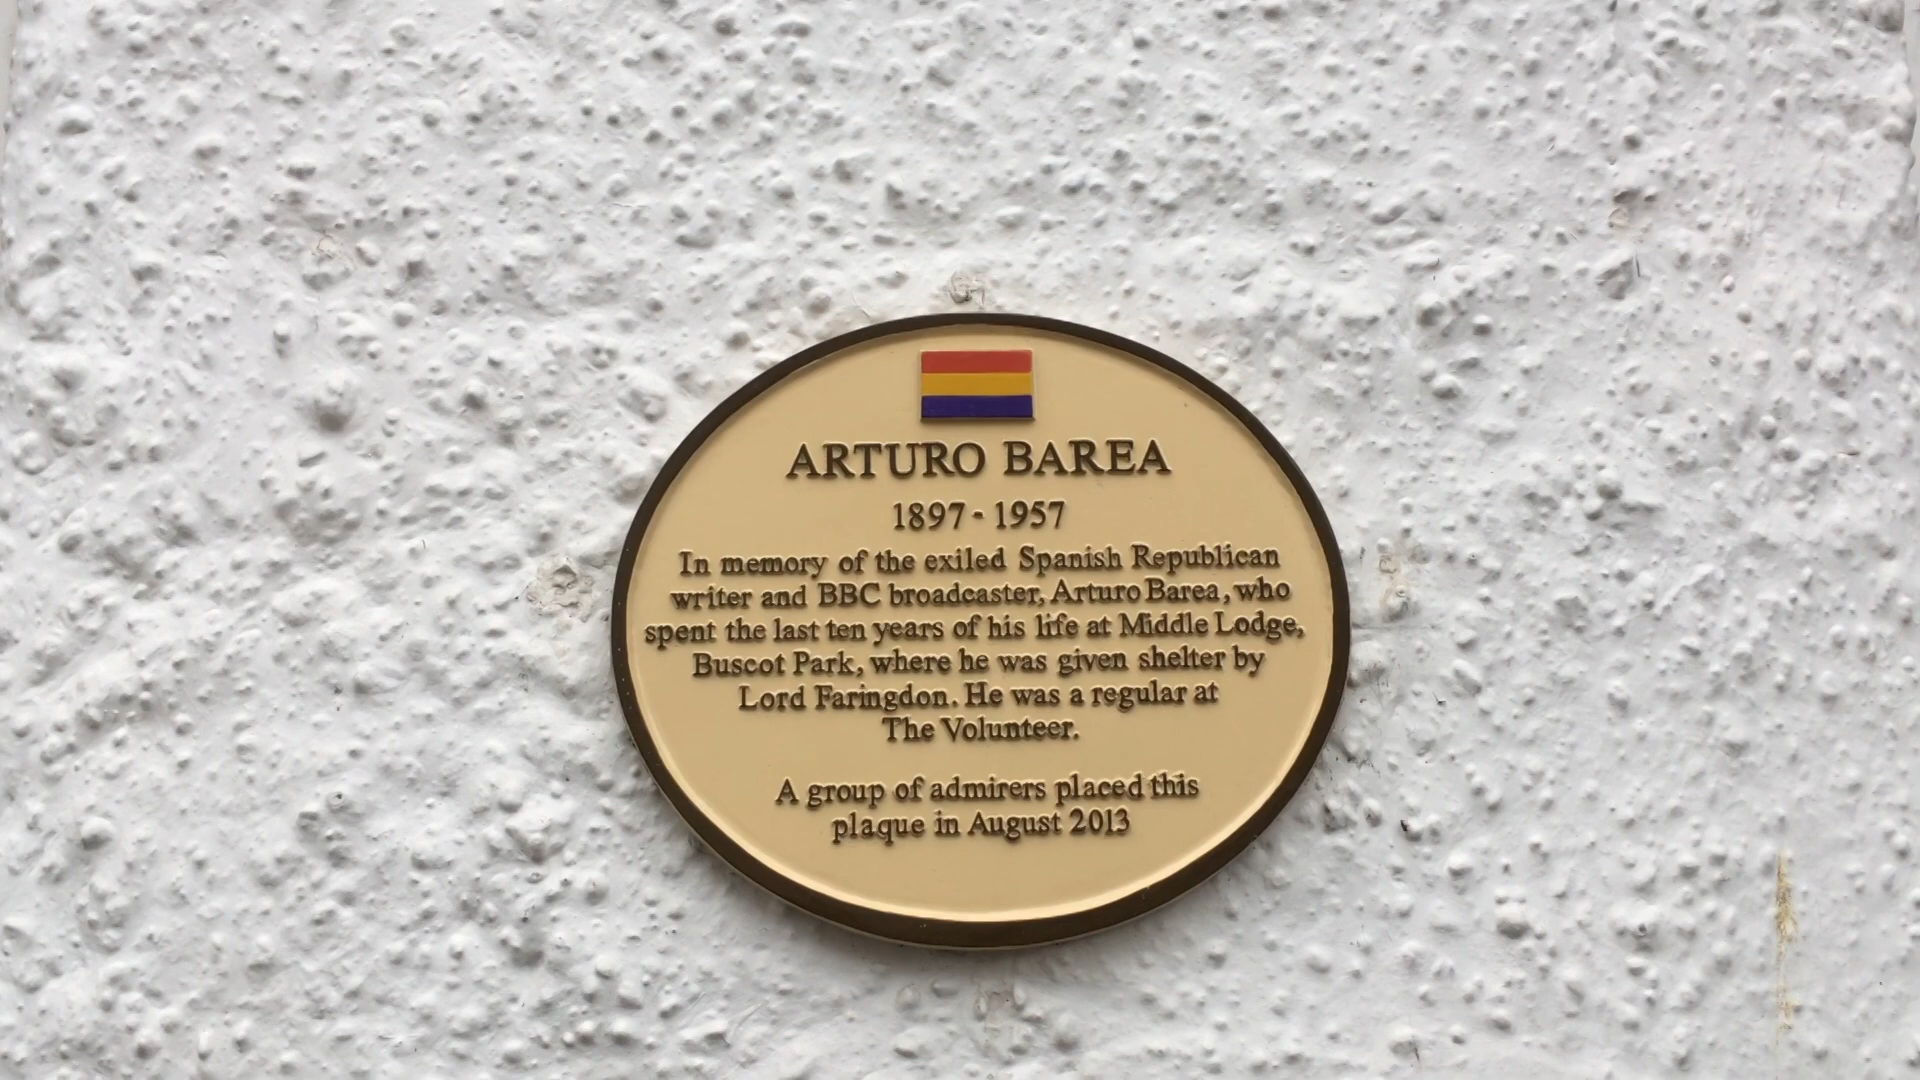 ARTURO BAREA
1897 - 1957
In memory of the exiled Spanish Republican
writer and BBC broadcaster, Arturo Barea, who
spent the last ten years of his life at Middle Lodge,
Buscot Park, where he was given shelter by
Lord Faringdon. He was a regular at
The Volunteer.
A group of admirers placed this
plaque in August 2013